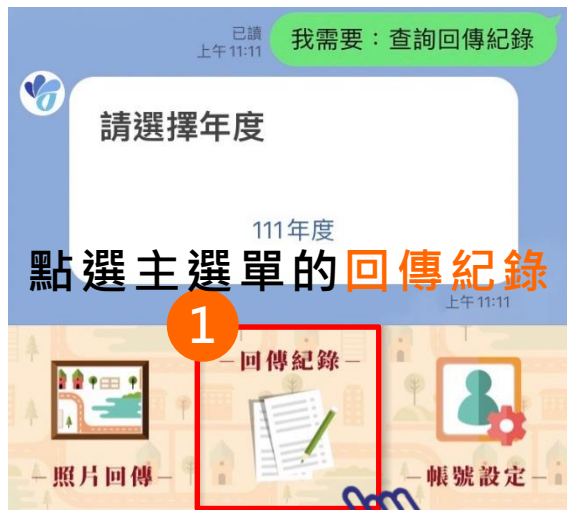 已讀
上午 11:11
我需要：查詢回傳紀錄
請選擇年度
111年度
點選主選單的回傳紀錄
上午 11:11
1
–回傳紀錄–
–照片回傳–
–帳號設定–